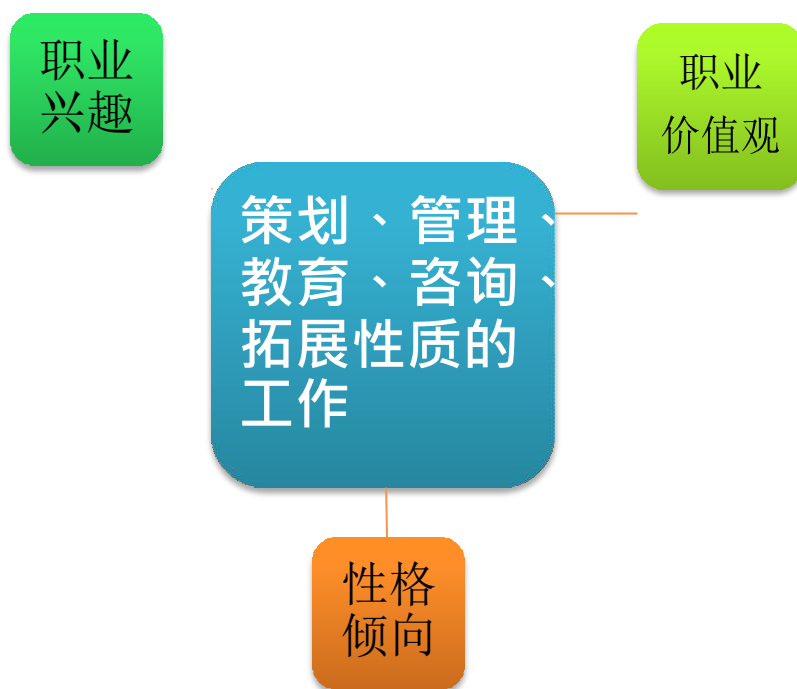 职业
兴趣
职业
价值观
策划、管理、
教育、咨询、
拓展性质的
工作
性格
倾向